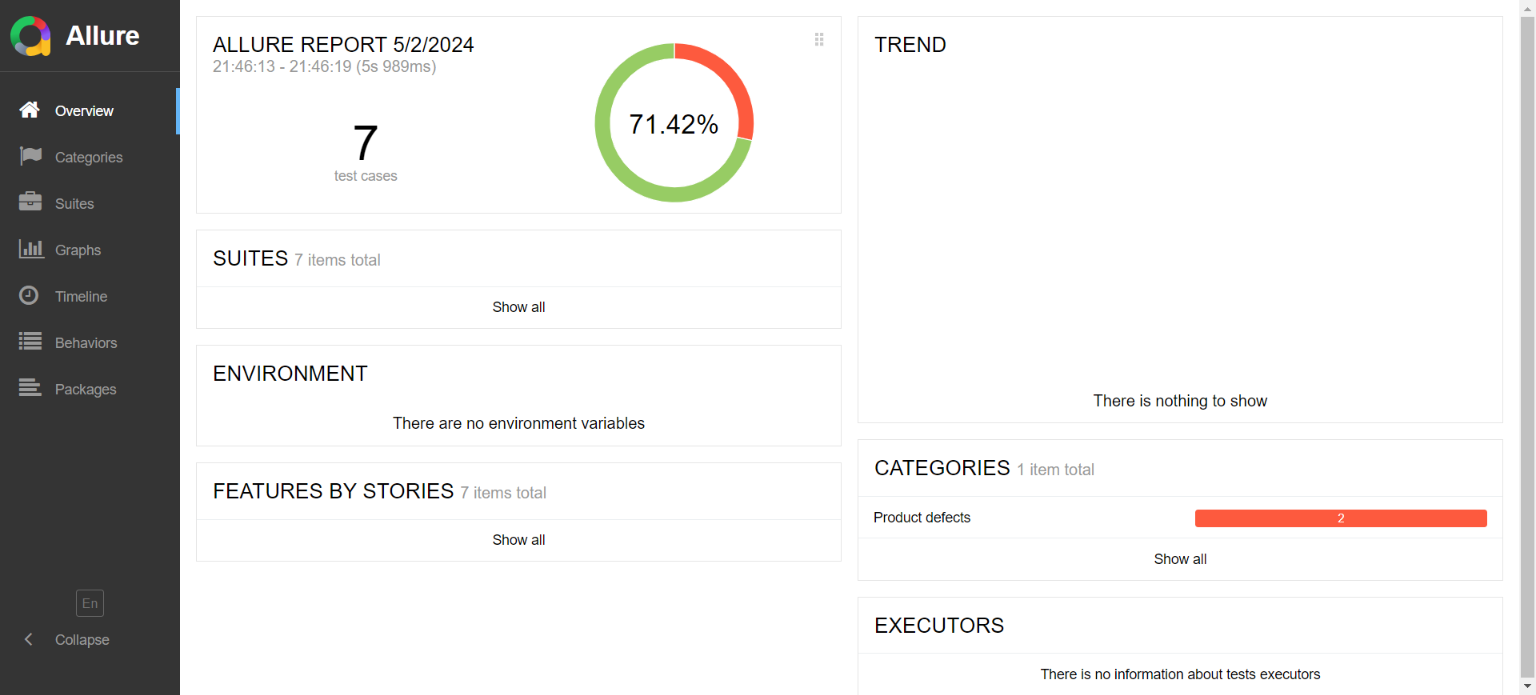 Allure
Overview
Categories
Suites
Graphs
Timeline
Behaviors
Packages
En
Collapse
ALLURE REPORT 5/2/2024
21:46:13 - 21:46:19 (5s 989ms)
7
test cases
71.42%
SUITES 7 items total
Show all
ENVIRONMENT
There are no environment variables
FEATURES BY STORIES 7 items total
Show all
TREND
There is nothing to show
CATEGORIES 1 item total
Product defects 2
Show all
EXECUTORS
There is no information about tests executors